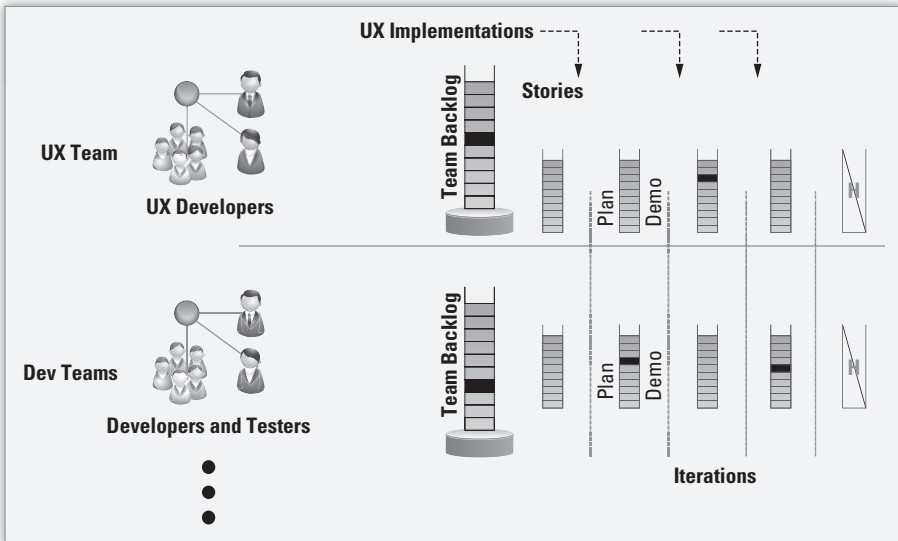 UX Implementations
Stories
Team Backlog
UX Team
UX Developers
Plan
Demo
H
Team Backlog
Dev Teams
Developers and Testers
Plan
Demo
H
Iterations